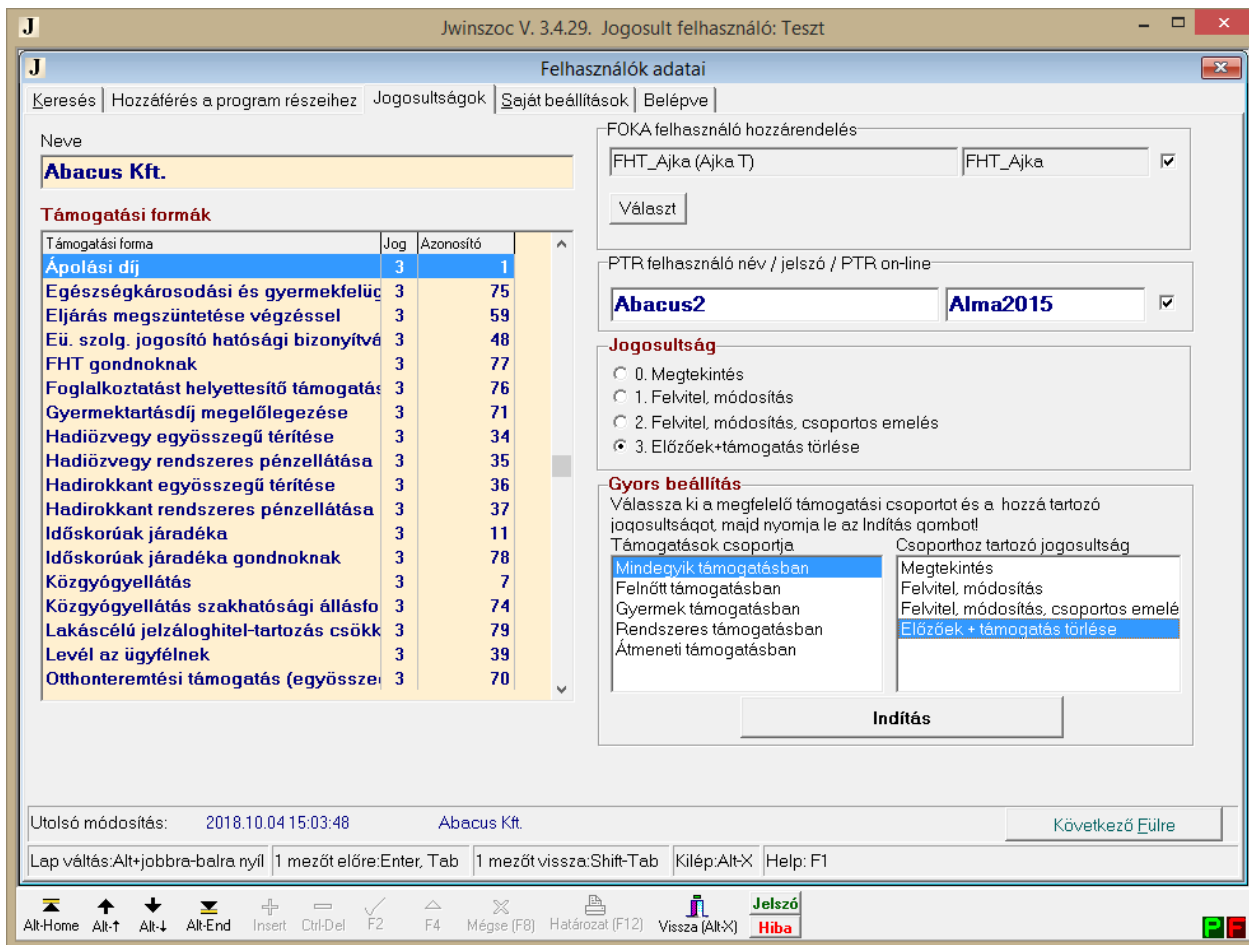 J Jwinszoc V. 3.4.29. Jogosult felhasználó: Teszt
J Felhasználók adatai
Keresés Hozzáférés a program részeihez Jogosultságok Saját beállítások Belépve
Neve
Abacus Kft.
Támogatási formák
Támogatási forma Jog Azonosító
Ápolási díj 3 1
Egészségkárosodási és gyermekfelüg 3 75
Eljárás megszüntetése végzéssel 3 59
Eü. szolg. jogosító hatósági bizonyítvá 3 48
FHT gondnoknak 3 77
Foglalkoztatást helyettesítő támogatás 3 76
Gyermektartásdíj megelőlegezése 3 71
Hadiözvegy egyösszegű térítése 3 34
Hadiözvegy rendszeres pénzellátása 3 35
Hadirokkant egyösszegű térítése 3 36
Hadirokkant rendszeres pénzellátása 3 37
Időskorúak járadéka 3 11
Időskorúak járadéka gondnoknak 3 78
Közgyógyellátás 3 7
Közgyógyellátás szakhatósági állásfo 3 74
Lakáscélú jelzáloghitel-tartozás csökk 3 79
Levél az ügyfélnek 3 39
Otthonteremtési támogatás (egyössze 3 70
FOKA felhasználó hozzárendelés
FHT_Ajka (Ajka T) FHT_Ajka
Választ
PTR felhasználó név / jelszó / PTR on-line
Abacus2 Alma2015
Jogosultság
0. Megtekintés
1. Felvitel, módosítás
2. Felvitel, módosítás, csoportos emelés
3. Előzőek+támogatás törlése
Gyors beállítás
Válassza ki a megfelelő támogatási csoportot és a hozzá tartozó
jogosultságot, majd nyomja le az Indítás gombot!
Támogatások csoportja Csoporthoz tartozó jogosultság
Mindegyik támogatásban Megtekintés
Felnőtt támogatásban Felvitel, módosítás
Gyermek támogatásban Felvitel, módosítás, csoportos emelé
Rendszeres támogatásban Előzőek + támogatás törlése
Átmeneti támogatásban
Indítás
Utolsó módosítás: 2018.10.04 15:03:48 Abacus Kft. Következő Fülre
Lap váltás:Alt+jobbra-balra nyíl 1 mezőt előre:Enter, Tab 1 mezőt vissza:Shift-Tab Kilép:Alt-X Help: F1
Alt-Home Alt-↑ Alt-↓ Alt-End Insert Ctrl-Del F2 F4 Mégse (F8) Határozat (F12) Vissza (Alt-X) Jelszó
Hiba P F